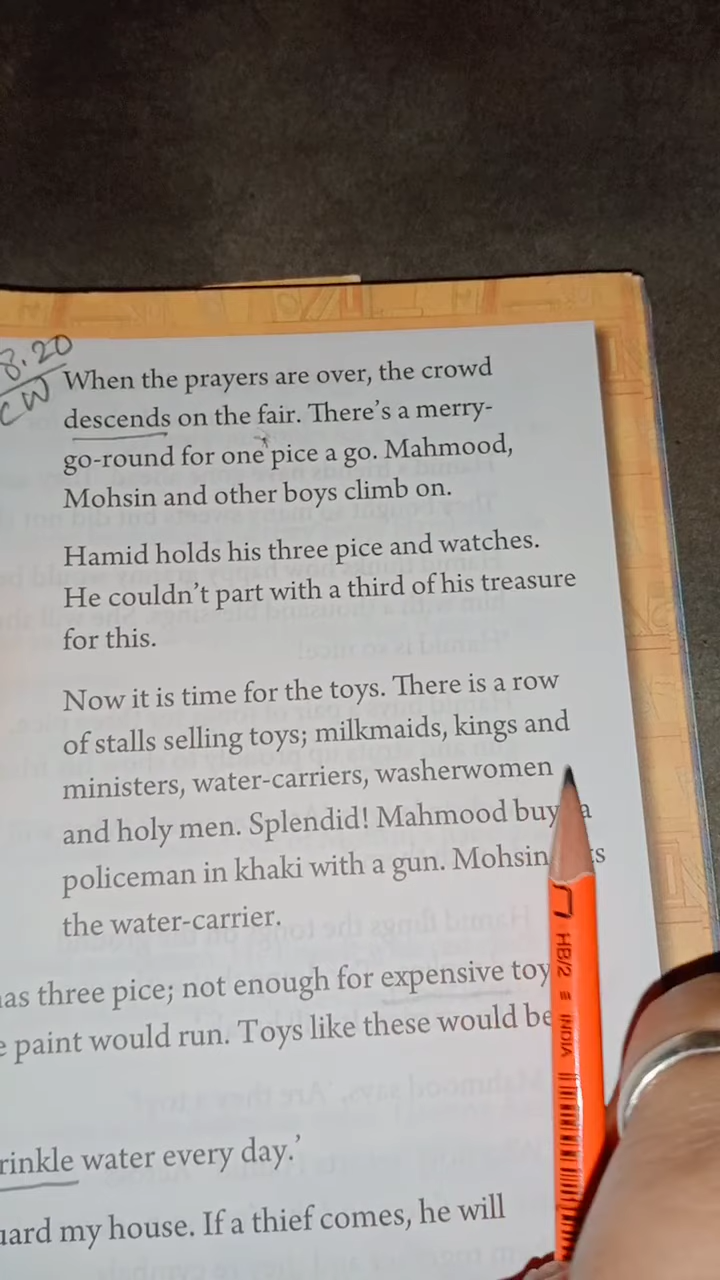 8.20
CW
When the prayers are over, the crowd
descends on the fair. There's a merry-
go-round for one pice a go. Mahmood,
Mohsin and other boys climb on.
Hamid holds his three pice and watches.
He couldn't part with a third of his treasure
for this.
Now it is time for the toys. There is a row
of stalls selling toys; milkmaids, kings and
ministers, water-carriers, washerwomen
and holy men. Splendid! Mahmood buy a
policeman in khaki with a gun. Mohsin
the water-carrier.
as three pice; not enough for expensive toy
paint would run. Toys like these would be
rinkle water every day.'
uard my house. If a thief comes, he will
HB/2 ≡ INDIA